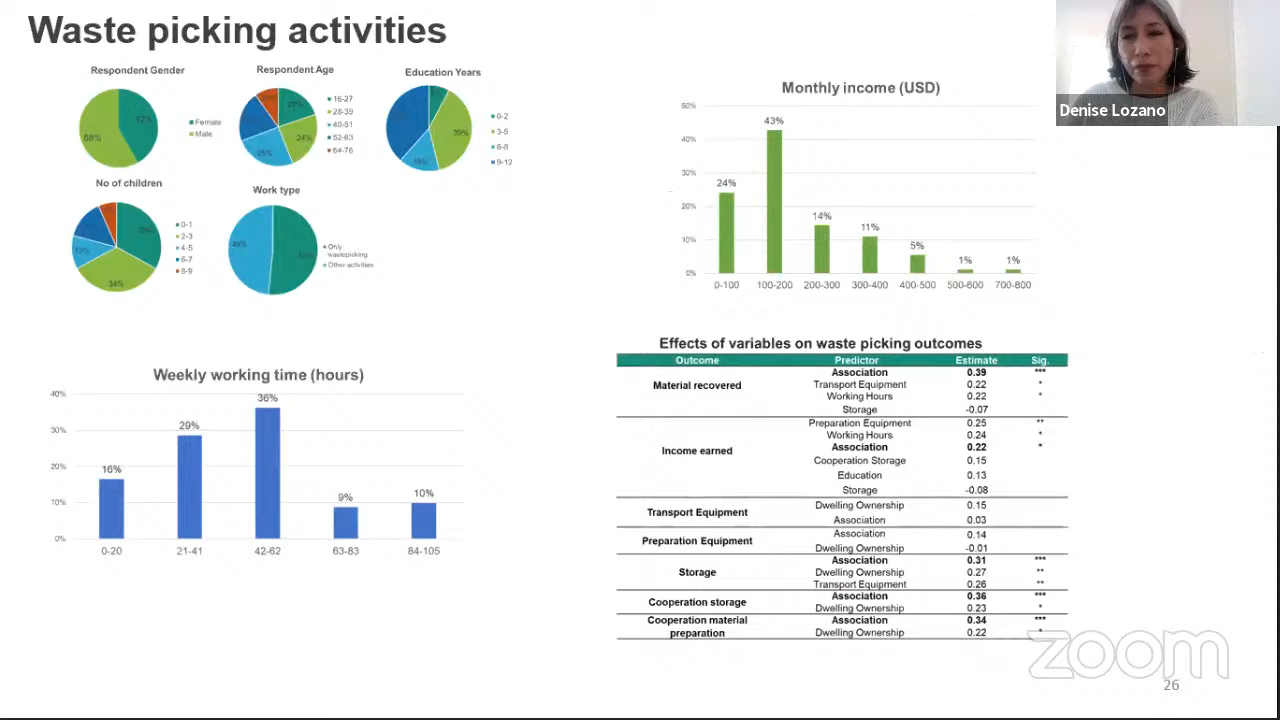 Waste picking activities
Denise Lozano
Respondent Gender
58%
Female
Male
Respondent Age
24%
16-27
28-39
40-51
52-63
64-76
Education Years
39%
0-2
3-5
6-8
9-12
No of children
34%
0-1
2-3
4-5
6-7
8-9
Work type
Only
wastepicking
Other activities
Monthly income (USD)
50%
40%
30%
20%
10%
0%
24%
43%
14%
11%
5%
1%
1%
0-100 100-200 200-300 300-400 400-500 500-600 700-800
Weekly working time (hours)
40%
30%
20%
10%
0%
16%
29%
36%
9%
10%
0-20 21-41 42-62 63-83 84-105
Effects of variables on waste picking outcomes
Outcome Predictor Estimate Sig.
Material recovered
Association 0.39 ***
Transport Equipment 0.22 *
Working Hours 0.22 *
Storage -0.07
Income earned
Preparation Equipment 0.25 **
Working Hours 0.24 *
Association 0.22 *
Cooperation Storage 0.15
Education 0.13
Storage -0.08
Transport Equipment
Dwelling Ownership 0.15
Association 0.03
Preparation Equipment
Association 0.14
Dwelling Ownership -0.01
Storage
Association 0.31 ***
Dwelling Ownership 0.27 **
Transport Equipment 0.26 **
Cooperation storage
Association 0.36 ***
Dwelling Ownership 0.23 *
Cooperation material
preparation
Association 0.34 ***
Dwelling Ownership 0.22 *
zoom
26